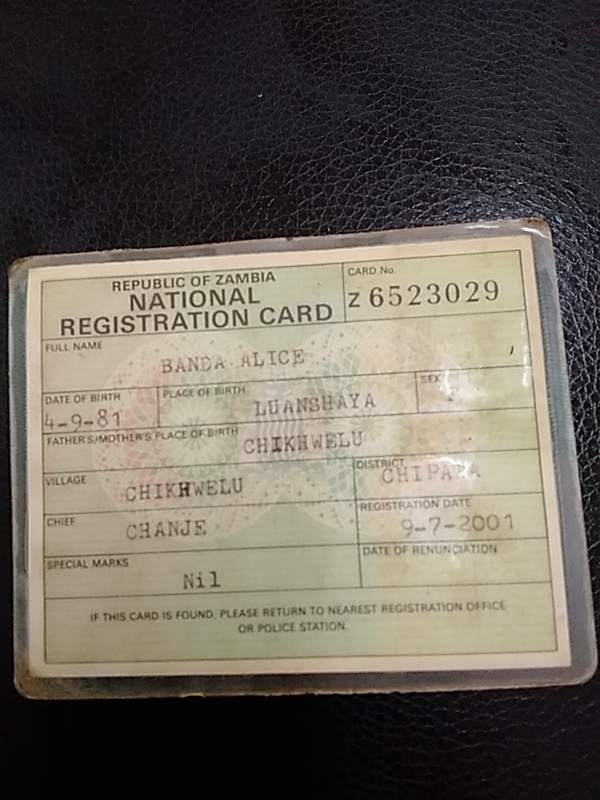 REPUBLIC OF ZAMBIA
NATIONAL
REGISTRATION CARD
CARD No.
Z 6523029
FULL NAME
BANDA ALICE
DATE OF BIRTH
4-9-81
PLACE OF BIRTH
LUANSHAYA
SEX
FATHER'S/MOTHER'S PLACE OF BIRTH
CHIKHWELU
VILLAGE
CHIKHWELU
DISTRICT
CHIPATA
CHIEF
CHANJE
REGISTRATION DATE
9-7-2001
SPECIAL MARKS
Nil
DATE OF RENUNCIATION
IF THIS CARD IS FOUND, PLEASE RETURN TO NEAREST REGISTRATION OFFICE
OR POLICE STATION.